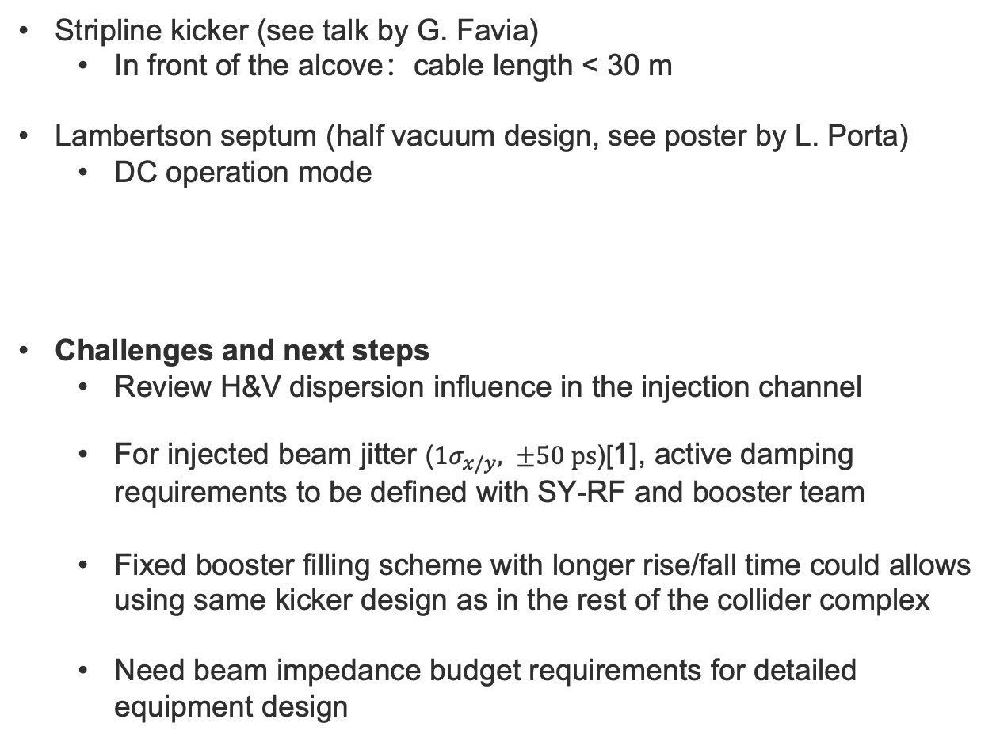 • Stripline kicker (see talk by G. Favia)
• In front of the alcove： cable length < 30 m
• Lambertson septum (half vacuum design, see poster by L. Porta)
• DC operation mode
• Challenges and next steps
• Review H&V dispersion influence in the injection channel
• For injected beam jitter (1σx/y, ±50 ps)[1], active damping
requirements to be defined with SY-RF and booster team
• Fixed booster filling scheme with longer rise/fall time could allows
using same kicker design as in the rest of the collider complex
• Need beam impedance budget requirements for detailed
equipment design